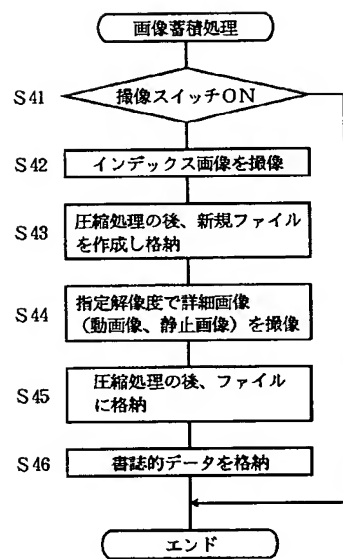 画像蓄積処理
S41
撮像スイッチON
S42
インデックス画像を撮像
S43
圧縮処理の後、新規ファイル
を作成し格納
S44
指定解像度で詳細画像
(動画像、静止画像)を撮像
S45
圧縮処理の後、ファイル
に格納
S46
書誌的データを格納
エンド